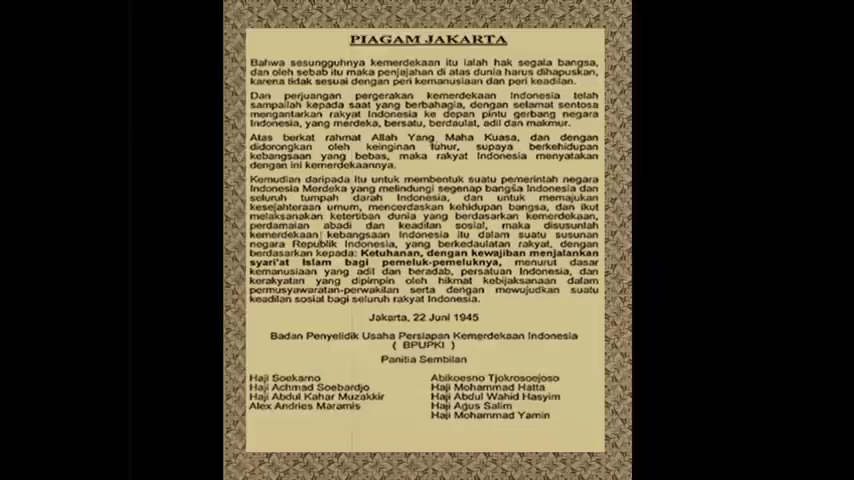 PIAGAM JAKARTA
Bahwa sesungguhnya kemerdekaan itu ialah hak segala bangsa,
dan oleh sebab itu maka penjajahan di atas dunia harus dihapuskan,
karena tidak sesuai dengan peri kemanusiaan dan peri keadilan.
Dan perjuangan pergerakan kemerdekaan Indonesia telah
sampailah kepada saat yang berbahagia, dengan selamat sentosa
mengantarkan rakyat Indonesia ke depan pintu gerbang negara
Indonesia, yang merdeka, bersatu, berdaulat, adil dan makmur.
Atas berkat rahmat Allah Yang Maha Kuasa, dan dengan
didorongkan oleh keinginan luhur, supaya berkehidupan
kebangsaan yang bebas, maka rakyat Indonesia menyatakan
dengan ini kemerdekaannya.
Kemudian daripada itu untuk membentuk suatu pemerintah negara
Indonesia Merdeka yang melindungi segenap bangsa Indonesia dan
seluruh tumpah darah Indonesia, dan untuk memajukan
kesejahteraan umum, mencerdaskan kehidupan bangsa, dan ikut
melaksanakan ketertiban dunia yang berdasarkan kemerdekaan,
perdamaian abadi dan keadilan sosial, maka disusunlah
kemerdekaan kebangsaan Indonesia itu dalam suatu susunan
negara Republik Indonesia, yang berkedaulatan rakyat, dengan
berdasarkan kepada: Ketuhanan, dengan kewajiban menjalankan
syari'at Islam bagi pemeluk-pemeluknya, menurut dasar
kemanusiaan yang adil dan beradab, persatuan Indonesia, dan
kerakyatan yang dipimpin oleh hikmat kebijaksanaan dalam
permusyawaratan-perwakilan serta dengan mewujudkan suatu
keadilan sosial bagi seluruh rakyat Indonesia.
Jakarta, 22 Juni 1945
Badan Penyelidik Usaha Persiapan Kemerdekaan Indonesia
( BPUPKI )
Panitia Sembilan
Haji Soekarno
Haji Achmad Soebardjo
Haji Abdul Kahar Muzakkir
Alex Andries Maramis
Abikoesno Tjokrosoejoso
Haji Mohammad Hatta
Haji Abdul Wahid Hasyim
Haji Agus Salim
Haji Mohammad Yamin